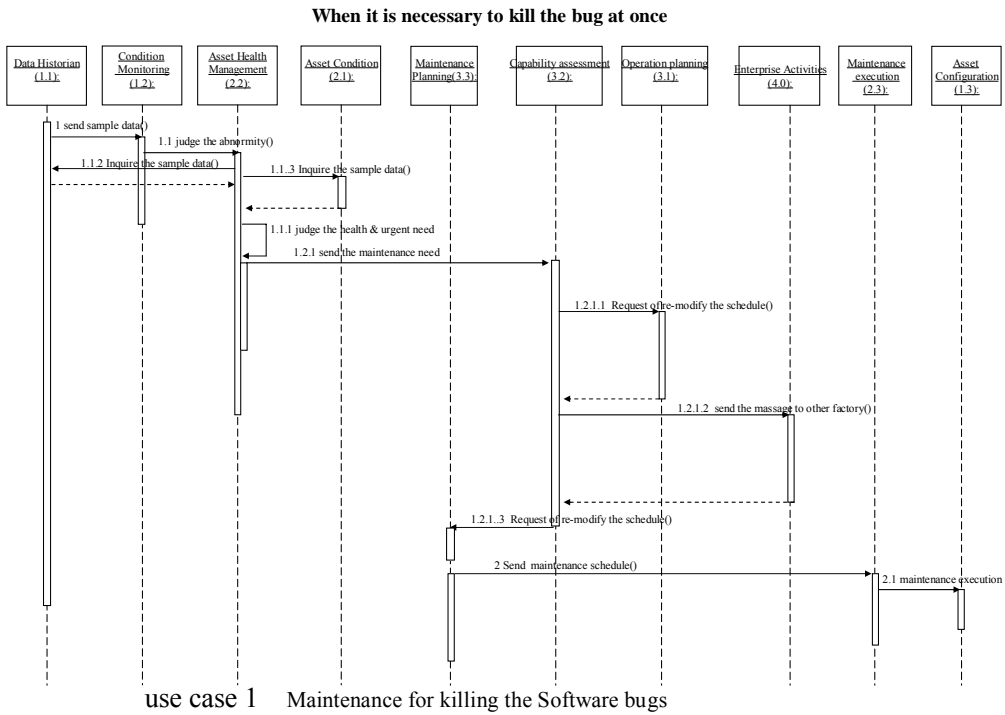 When it is necessary to kill the bug at once
Data Historian
(1.1):
Condition
Monitoring
(1.2):
Asset Health
Management
(2.2):
Asset Condition
(2.1):
Maintenance
Planning(3.3):
Capability assessment
(3.2):
Operation planning
(3.1):
Enterprise Activities
(4.0):
Maintenance
execution
(2.3):
Asset
Configuration
(1.3):
1 send sample data()
1.1 judge the abnormity()
1.1.2 Inquire the sample data()
1.1..3 Inquire the sample data()
1.1.1 judge the health & urgent need
1.2.1 send the maintenance need
1.2.1.1 Request of re-modify the schedule()
1.2.1.2 send the massage to other factory()
1.2.1..3 Request of re-modify the schedule()
2 Send maintenance schedule()
2.1 maintenance execution
use case 1 Maintenance for killing the Software bugs